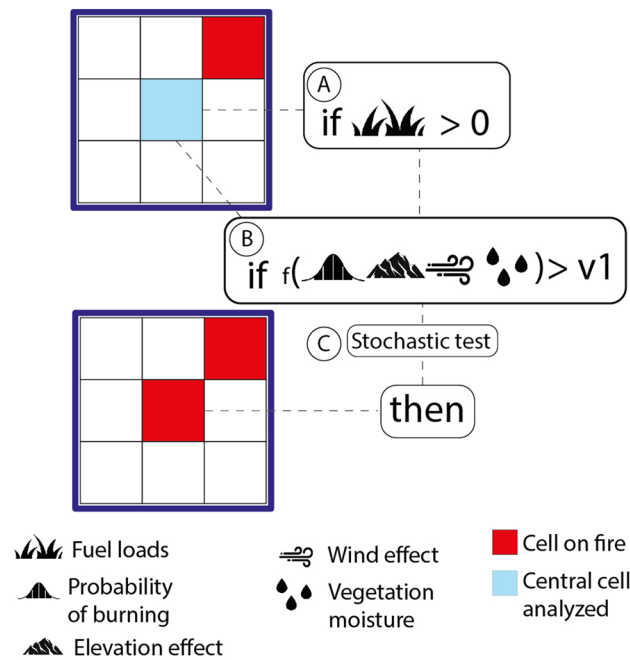 A
if > 0
B
if f( ) > v1
C
Stochastic test
then
Fuel loads
Probability
of burning
Elevation effect
Wind effect
Vegetation
moisture
Cell on fire
Central cell
analyzed